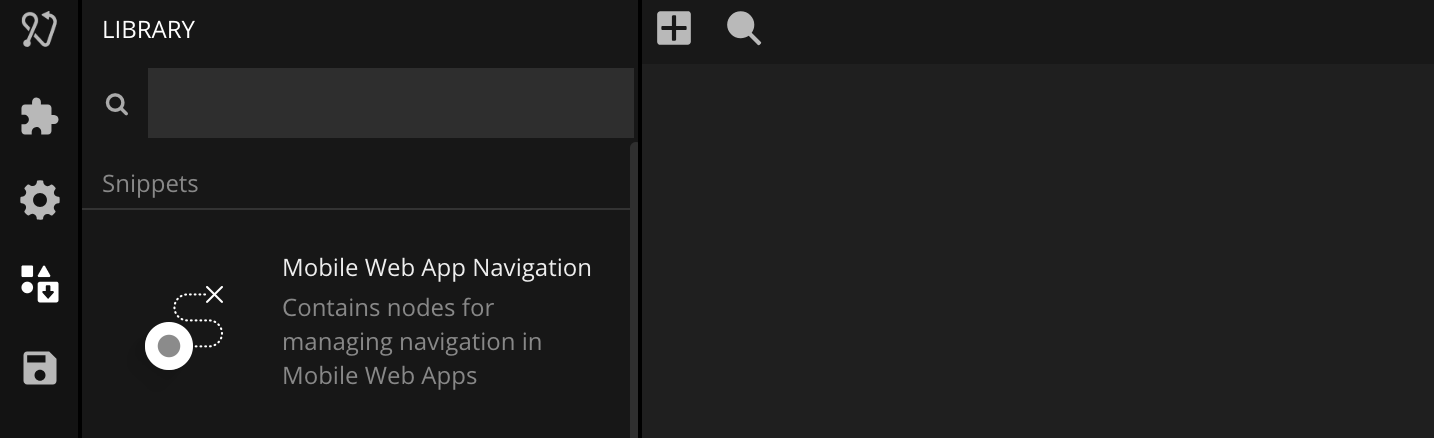 LIBRARY
Snippets
Mobile Web App Navigation
Contains nodes for
managing navigation in
Mobile Web Apps